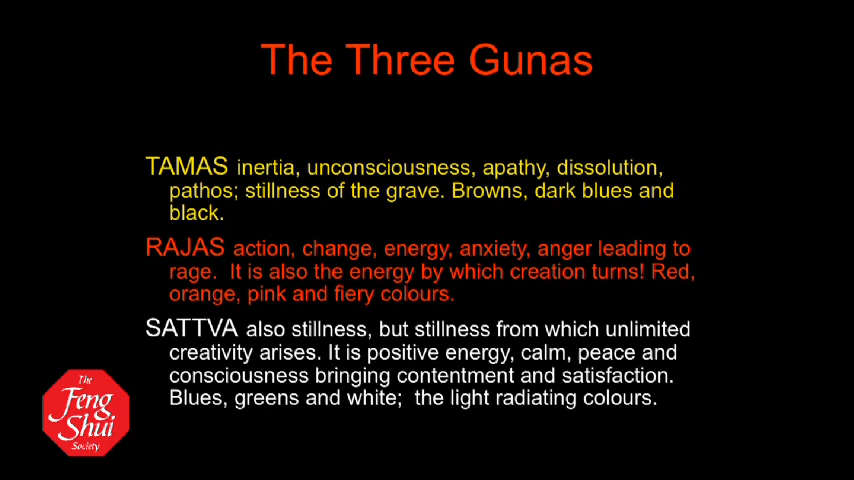 The Three Gunas
TAMAS inertia, unconsciousness, apathy, dissolution,
pathos; stillness of the grave. Browns, dark blues and
black.
RAJAS action, change, energy, anxiety, anger leading to
rage.  It is also the energy by which creation turns! Red,
orange, pink and fiery colours.
SATTVA also stillness, but stillness from which unlimited
creativity arises. It is positive energy, calm, peace and
consciousness bringing contentment and satisfaction.
Blues, greens and white;  the light radiating colours.
The
Feng
Shui
Society